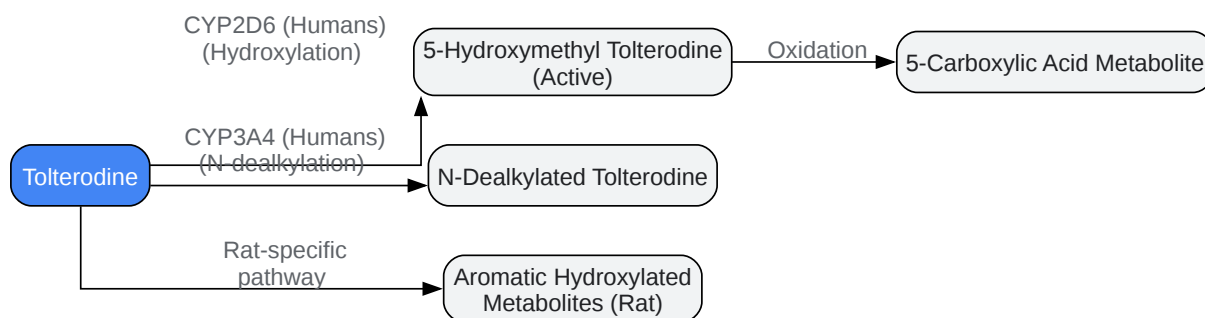 CYP2D6 (Humans)
(Hydroxylation)
5-Hydroxymethyl Tolterodine
(Active)
Oxidation
5-Carboxylic Acid Metabolite
CYP3A4 (Humans)
(N-dealkylation)
Tolterodine
N-Dealkylated Tolterodine
Rat-specific
pathway
Aromatic Hydroxylated
Metabolites (Rat)